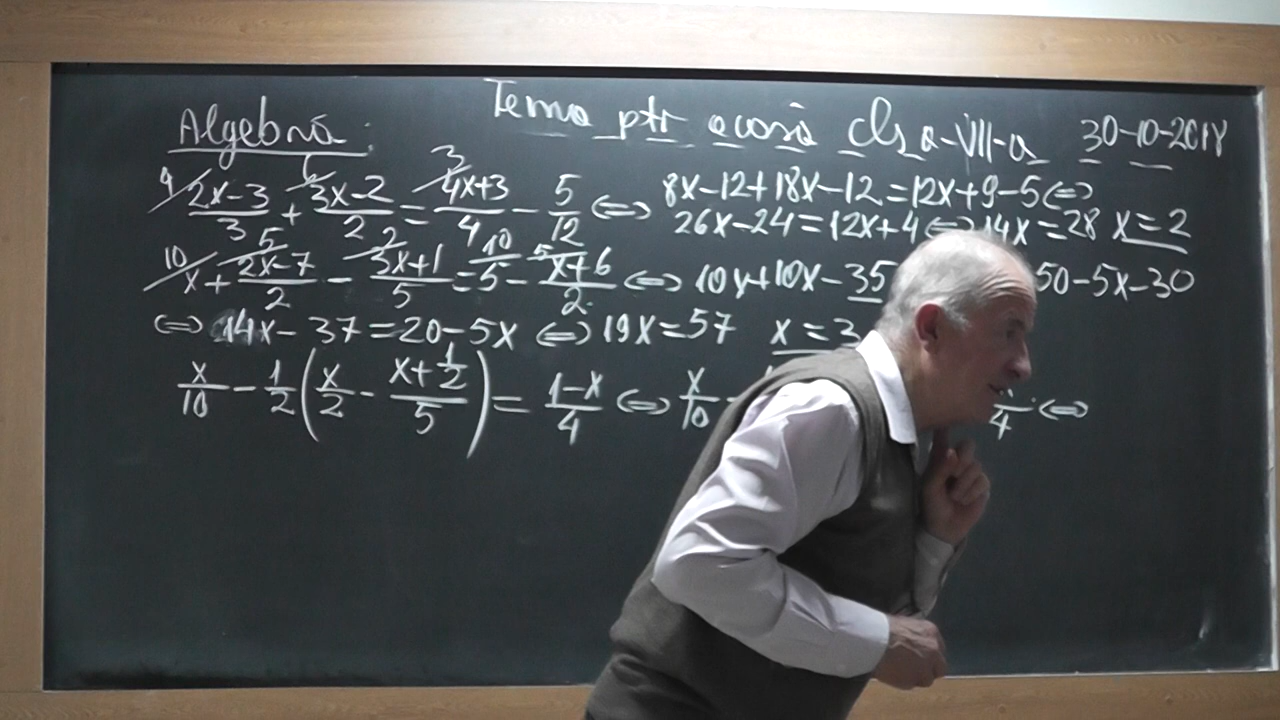 Tema ptr acasă cls a-VII-a 30-10-2018
Algebră:
4/ (2x-3)/3 + 6/ (3x-2)/2 = 3/ (4x+3)/4 - 5/12 <=> 8x-12+18x-12=12x+9-5 <=>
26x-24=12x+4 <=> 14x=28 x=2
10/ x + 5/ (2x-7)/2 - 2/ (3x+1)/5 = 10/ 5 - 5/ (x+6)/2 <=> 10x+10x-35 50-5x-30
<=> 14x-37=20-5x <=> 19x=57 x=3
x/10 - 1/2 (x/2 - (x+1/2)/5) = (1-x)/4 <=> x/10 - /4 <=>